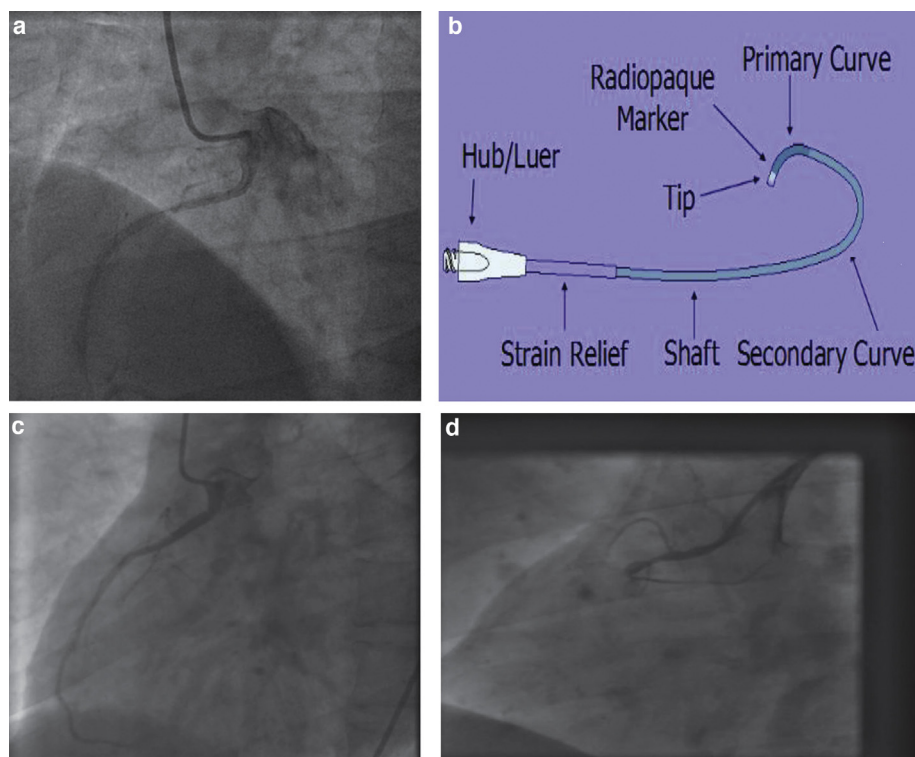 a
b
Primary Curve
Radiopaque
Marker
Hub/Luer
Tip
Strain Relief
Shaft
Secondary Curve
c
d